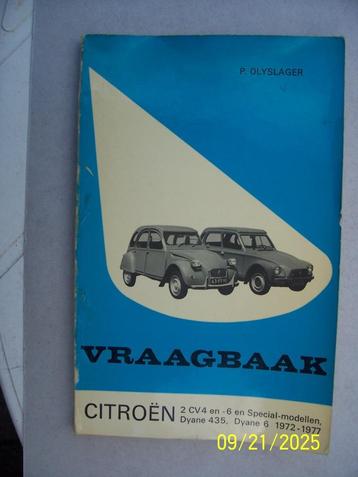 P. OLYSLAGER
VRAAGBAAK
CITROËN 2 CV4 en -6 en Special-modellen,
Dyane 435, Dyane 6 1972-1977
09/21/2025